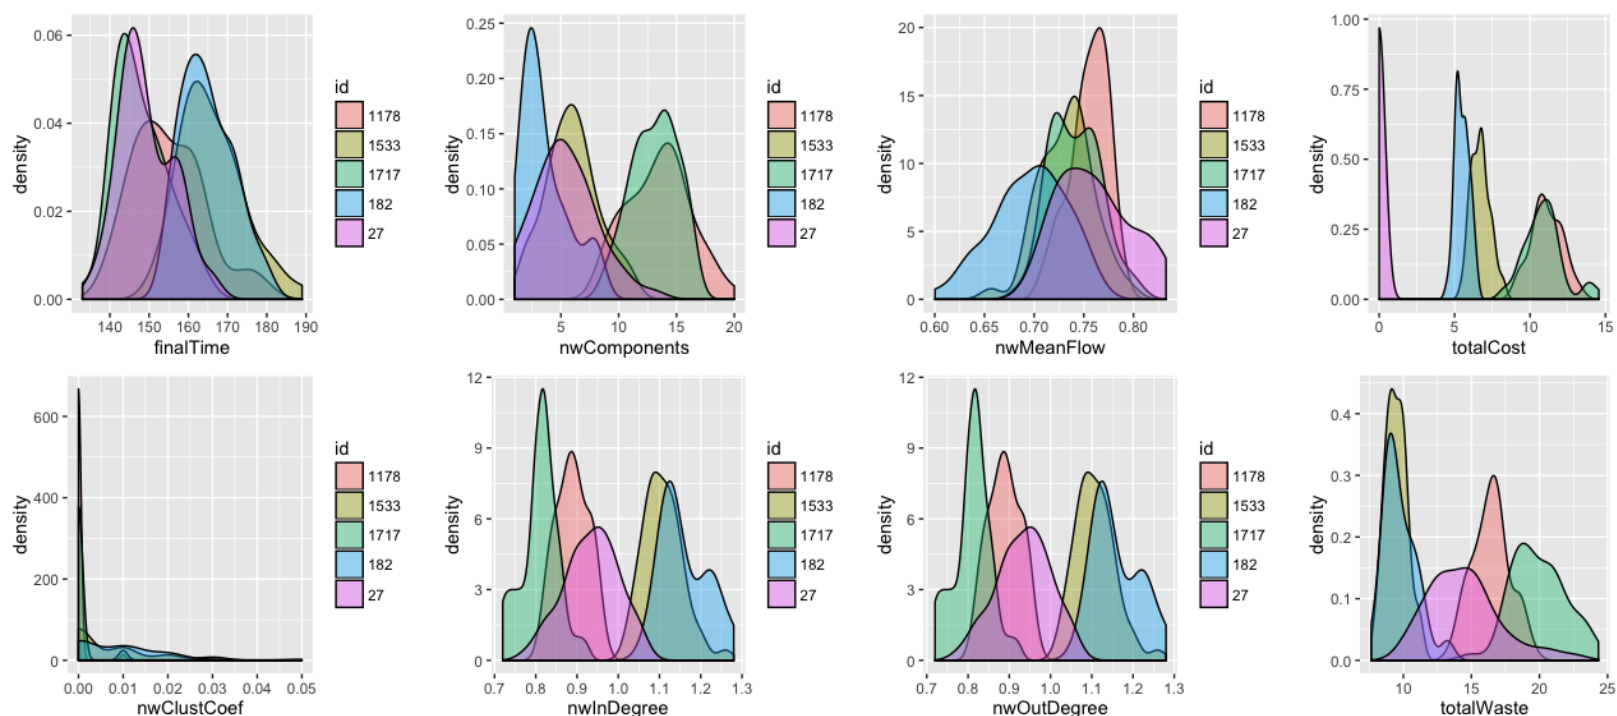 0.06
0.04
0.02
0.00
density
140 150 160 170 180 190
finalTime
id
1178
1533
1717
182
27
0.25
0.20
0.15
0.10
0.05
0.00
density
5 10 15 20
nwComponents
id
1178
1533
1717
182
27
20
15
10
5
0
density
0.60 0.65 0.70 0.75 0.80
nwMeanFlow
id
1178
1533
1717
182
27
1.00
0.75
0.50
0.25
0.00
density
0 5 10 15
totalCost
600
400
200
0
density
0.00 0.01 0.02 0.03 0.04 0.05
nwClustCoef
id
1178
1533
1717
182
27
12
9
6
3
0
density
0.7 0.8 0.9 1.0 1.1 1.2 1.3
nwInDegree
id
1178
1533
1717
182
27
12
9
6
3
0
density
0.7 0.8 0.9 1.0 1.1 1.2 1.3
nwOutDegree
id
1178
1533
1717
182
27
0.4
0.3
0.2
0.1
0.0
density
10 15 20 25
totalWaste